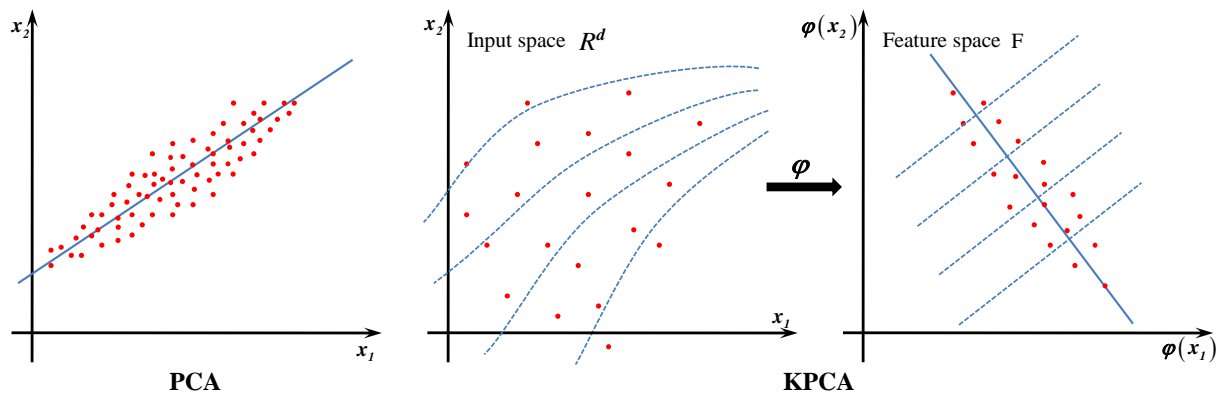 x₂
x₁
PCA
x₂
Input space R^d
x₁
φ
φ(x₂)
Feature space F
φ(x₁)
KPCA